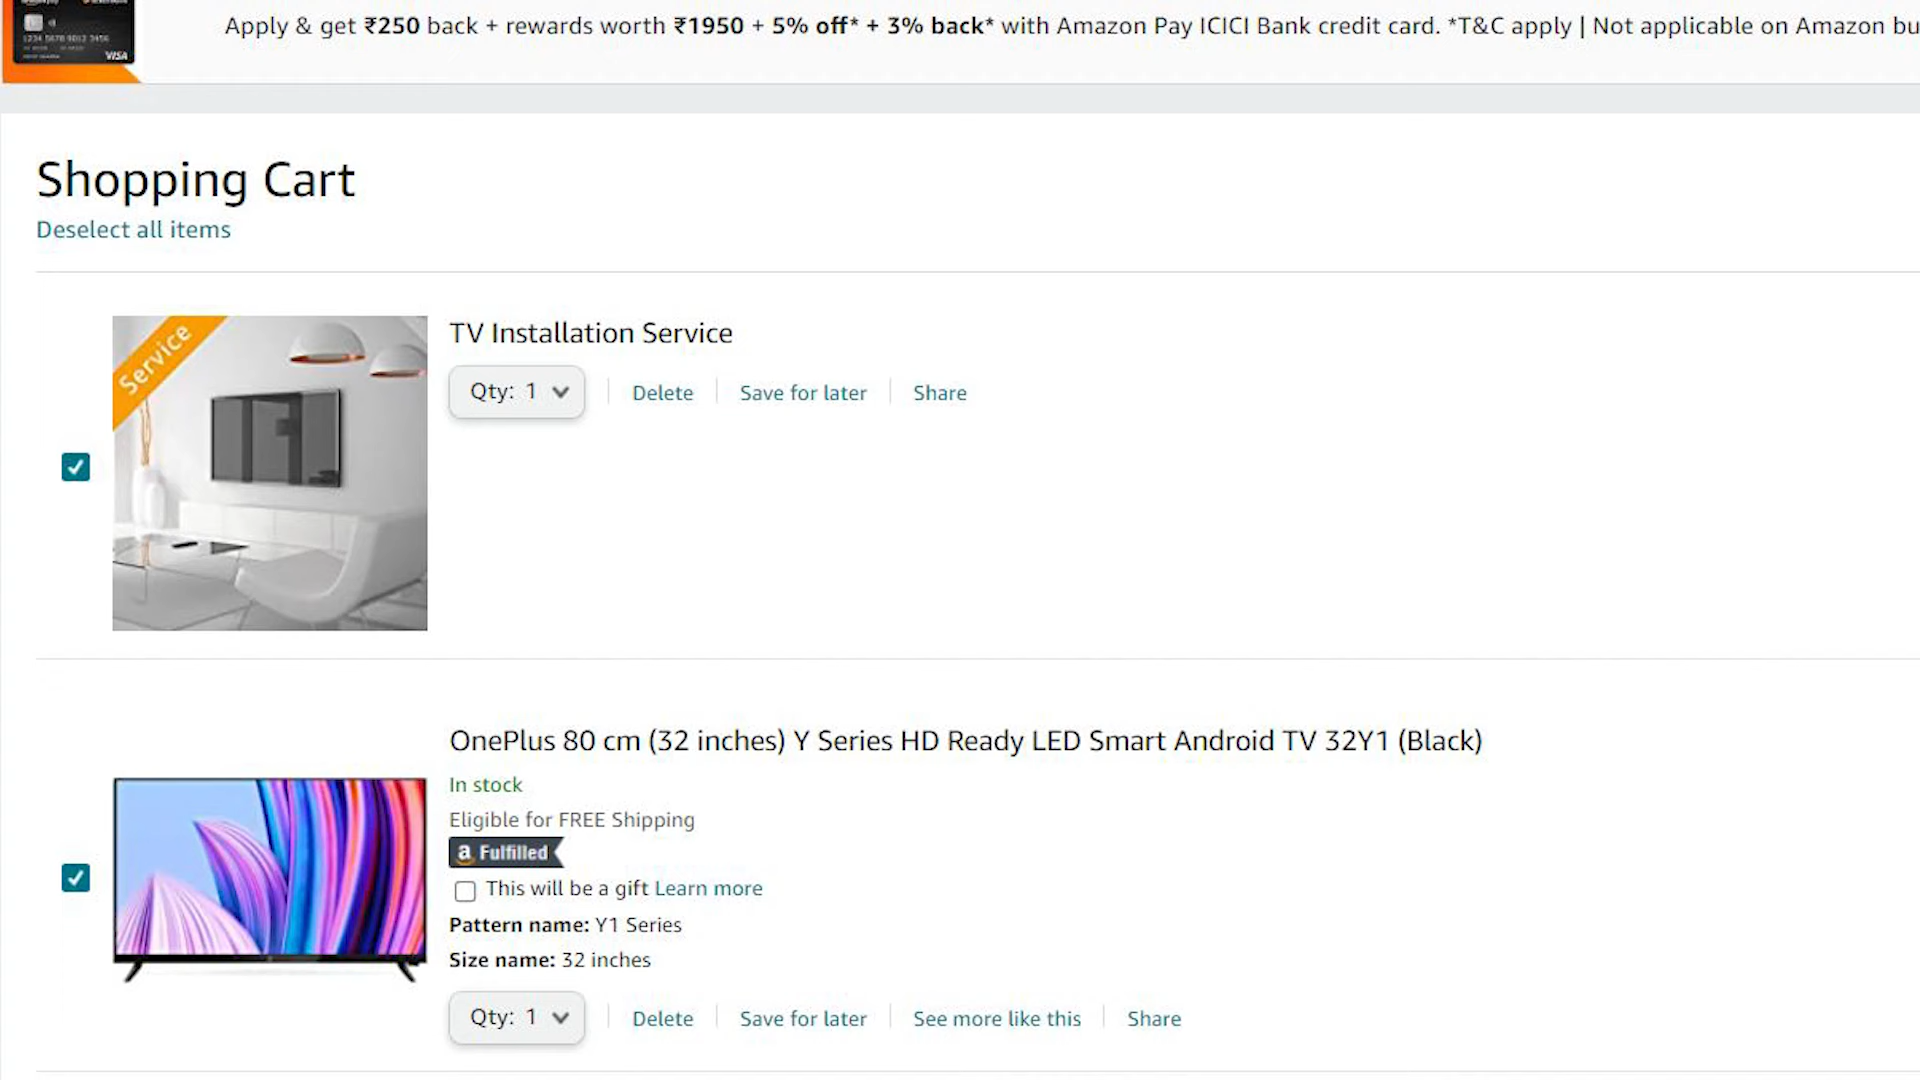 Apply & get ₹250 back + rewards worth ₹1950 + 5% off* + 3% back* with Amazon Pay ICICI Bank credit card. *T&C apply | Not applicable on Amazon bu
1234 5678 9012 3456
VISA
Shopping Cart
Deselect all items
Service
TV Installation Service
Qty: 1
Delete
Save for later
Share
OnePlus 80 cm (32 inches) Y Series HD Ready LED Smart Android TV 32Y1 (Black)
In stock
Eligible for FREE Shipping
a Fulfilled
This will be a gift Learn more
Pattern name: Y1 Series
Size name: 32 inches
Qty: 1
Delete
Save for later
See more like this
Share